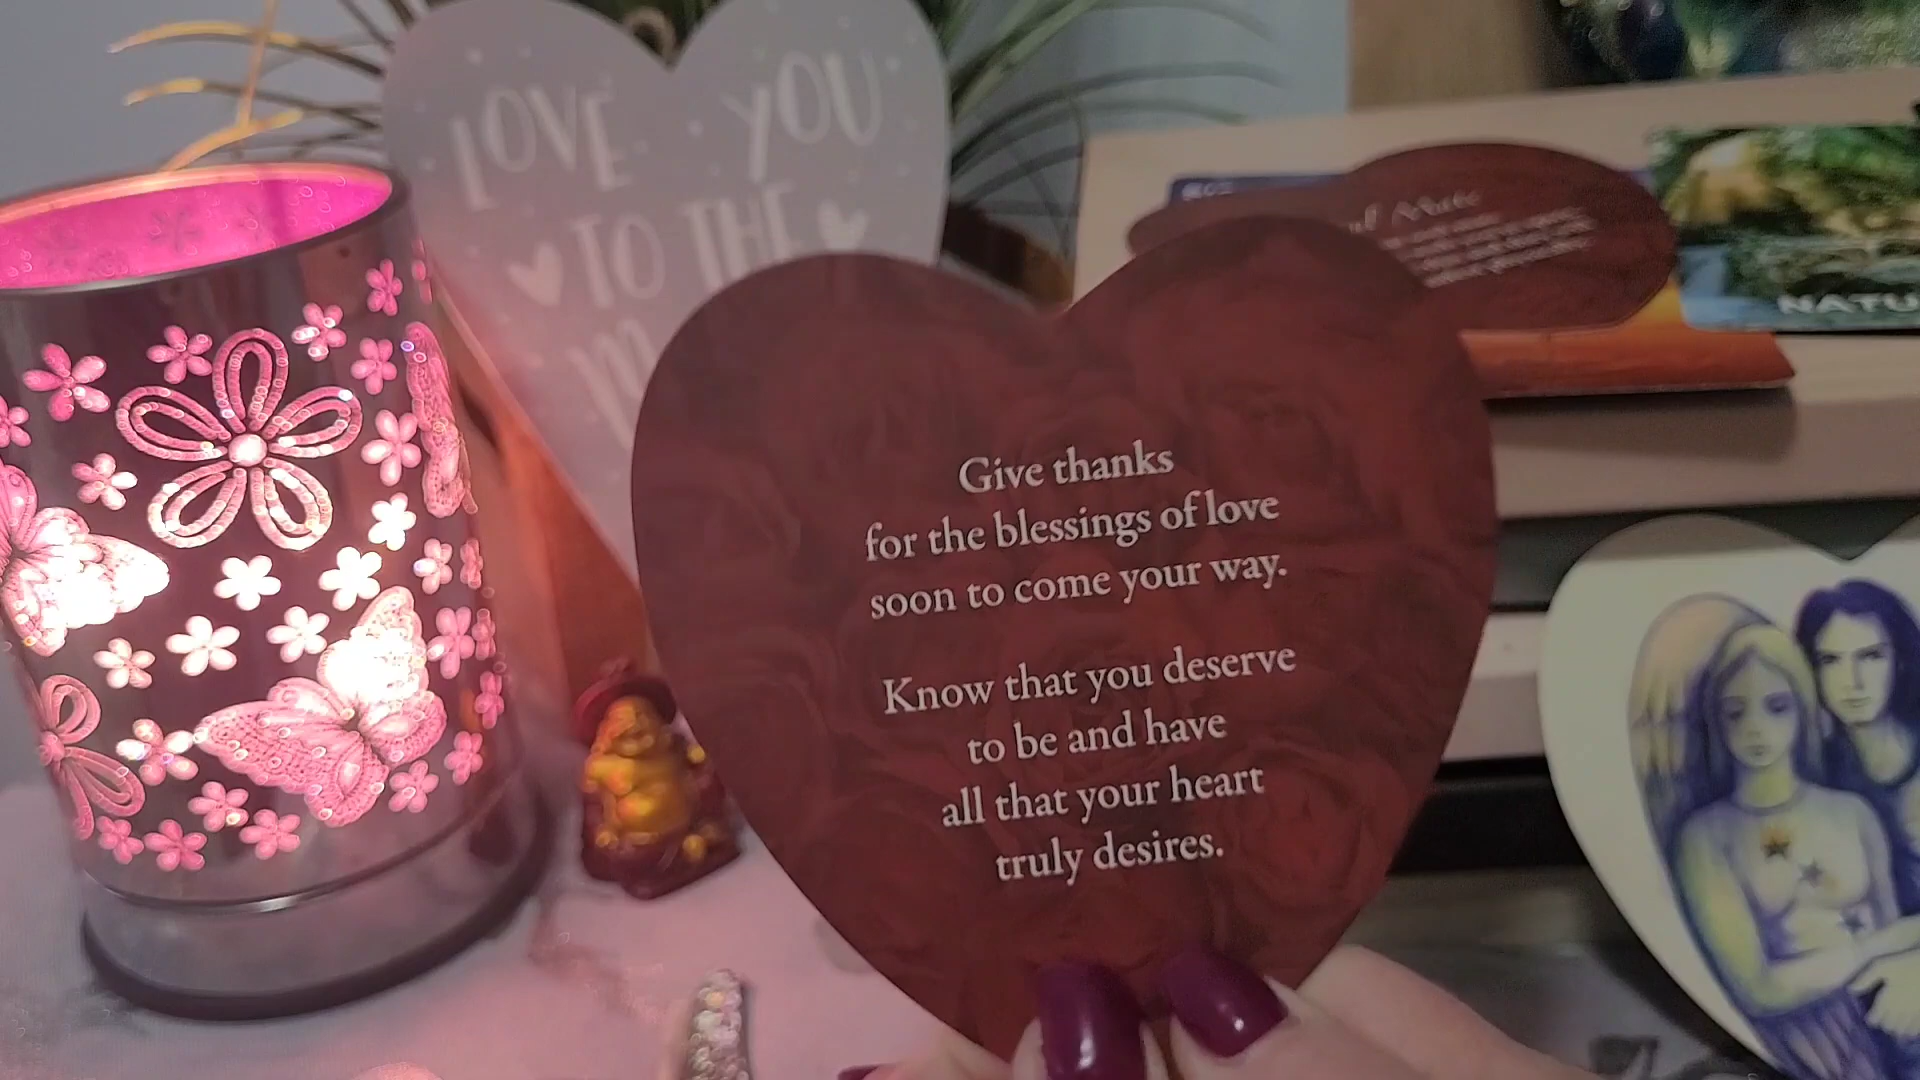 LOVE YOU
TO THE
Give thanks
for the blessings of love
soon to come your way.
Know that you deserve
to be and have
all that your heart
truly desires.
Mate
NATU